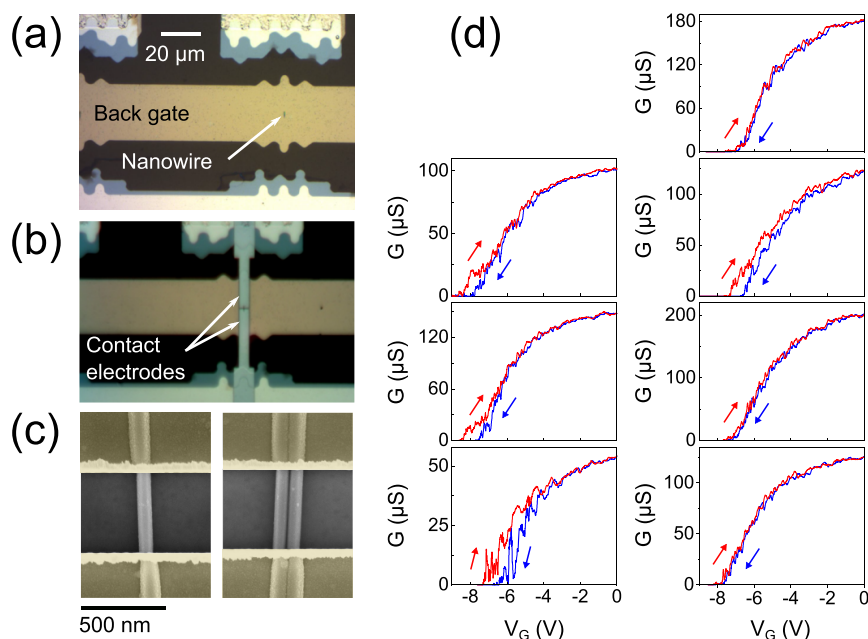 (a)
20 µm
Back gate
Nanowire
(b)
Contact
electrodes
(c)
500 nm
(d)
180
120
60
0
G (µS)
100
50
0
G (µS)
100
50
0
G (µS)
120
60
0
G (µS)
200
100
0
G (µS)
50
25
0
G (µS)
-8 -6 -4 -2 0
V_G (V)
100
50
0
G (µS)
-8 -6 -4 -2 0
V_G (V)